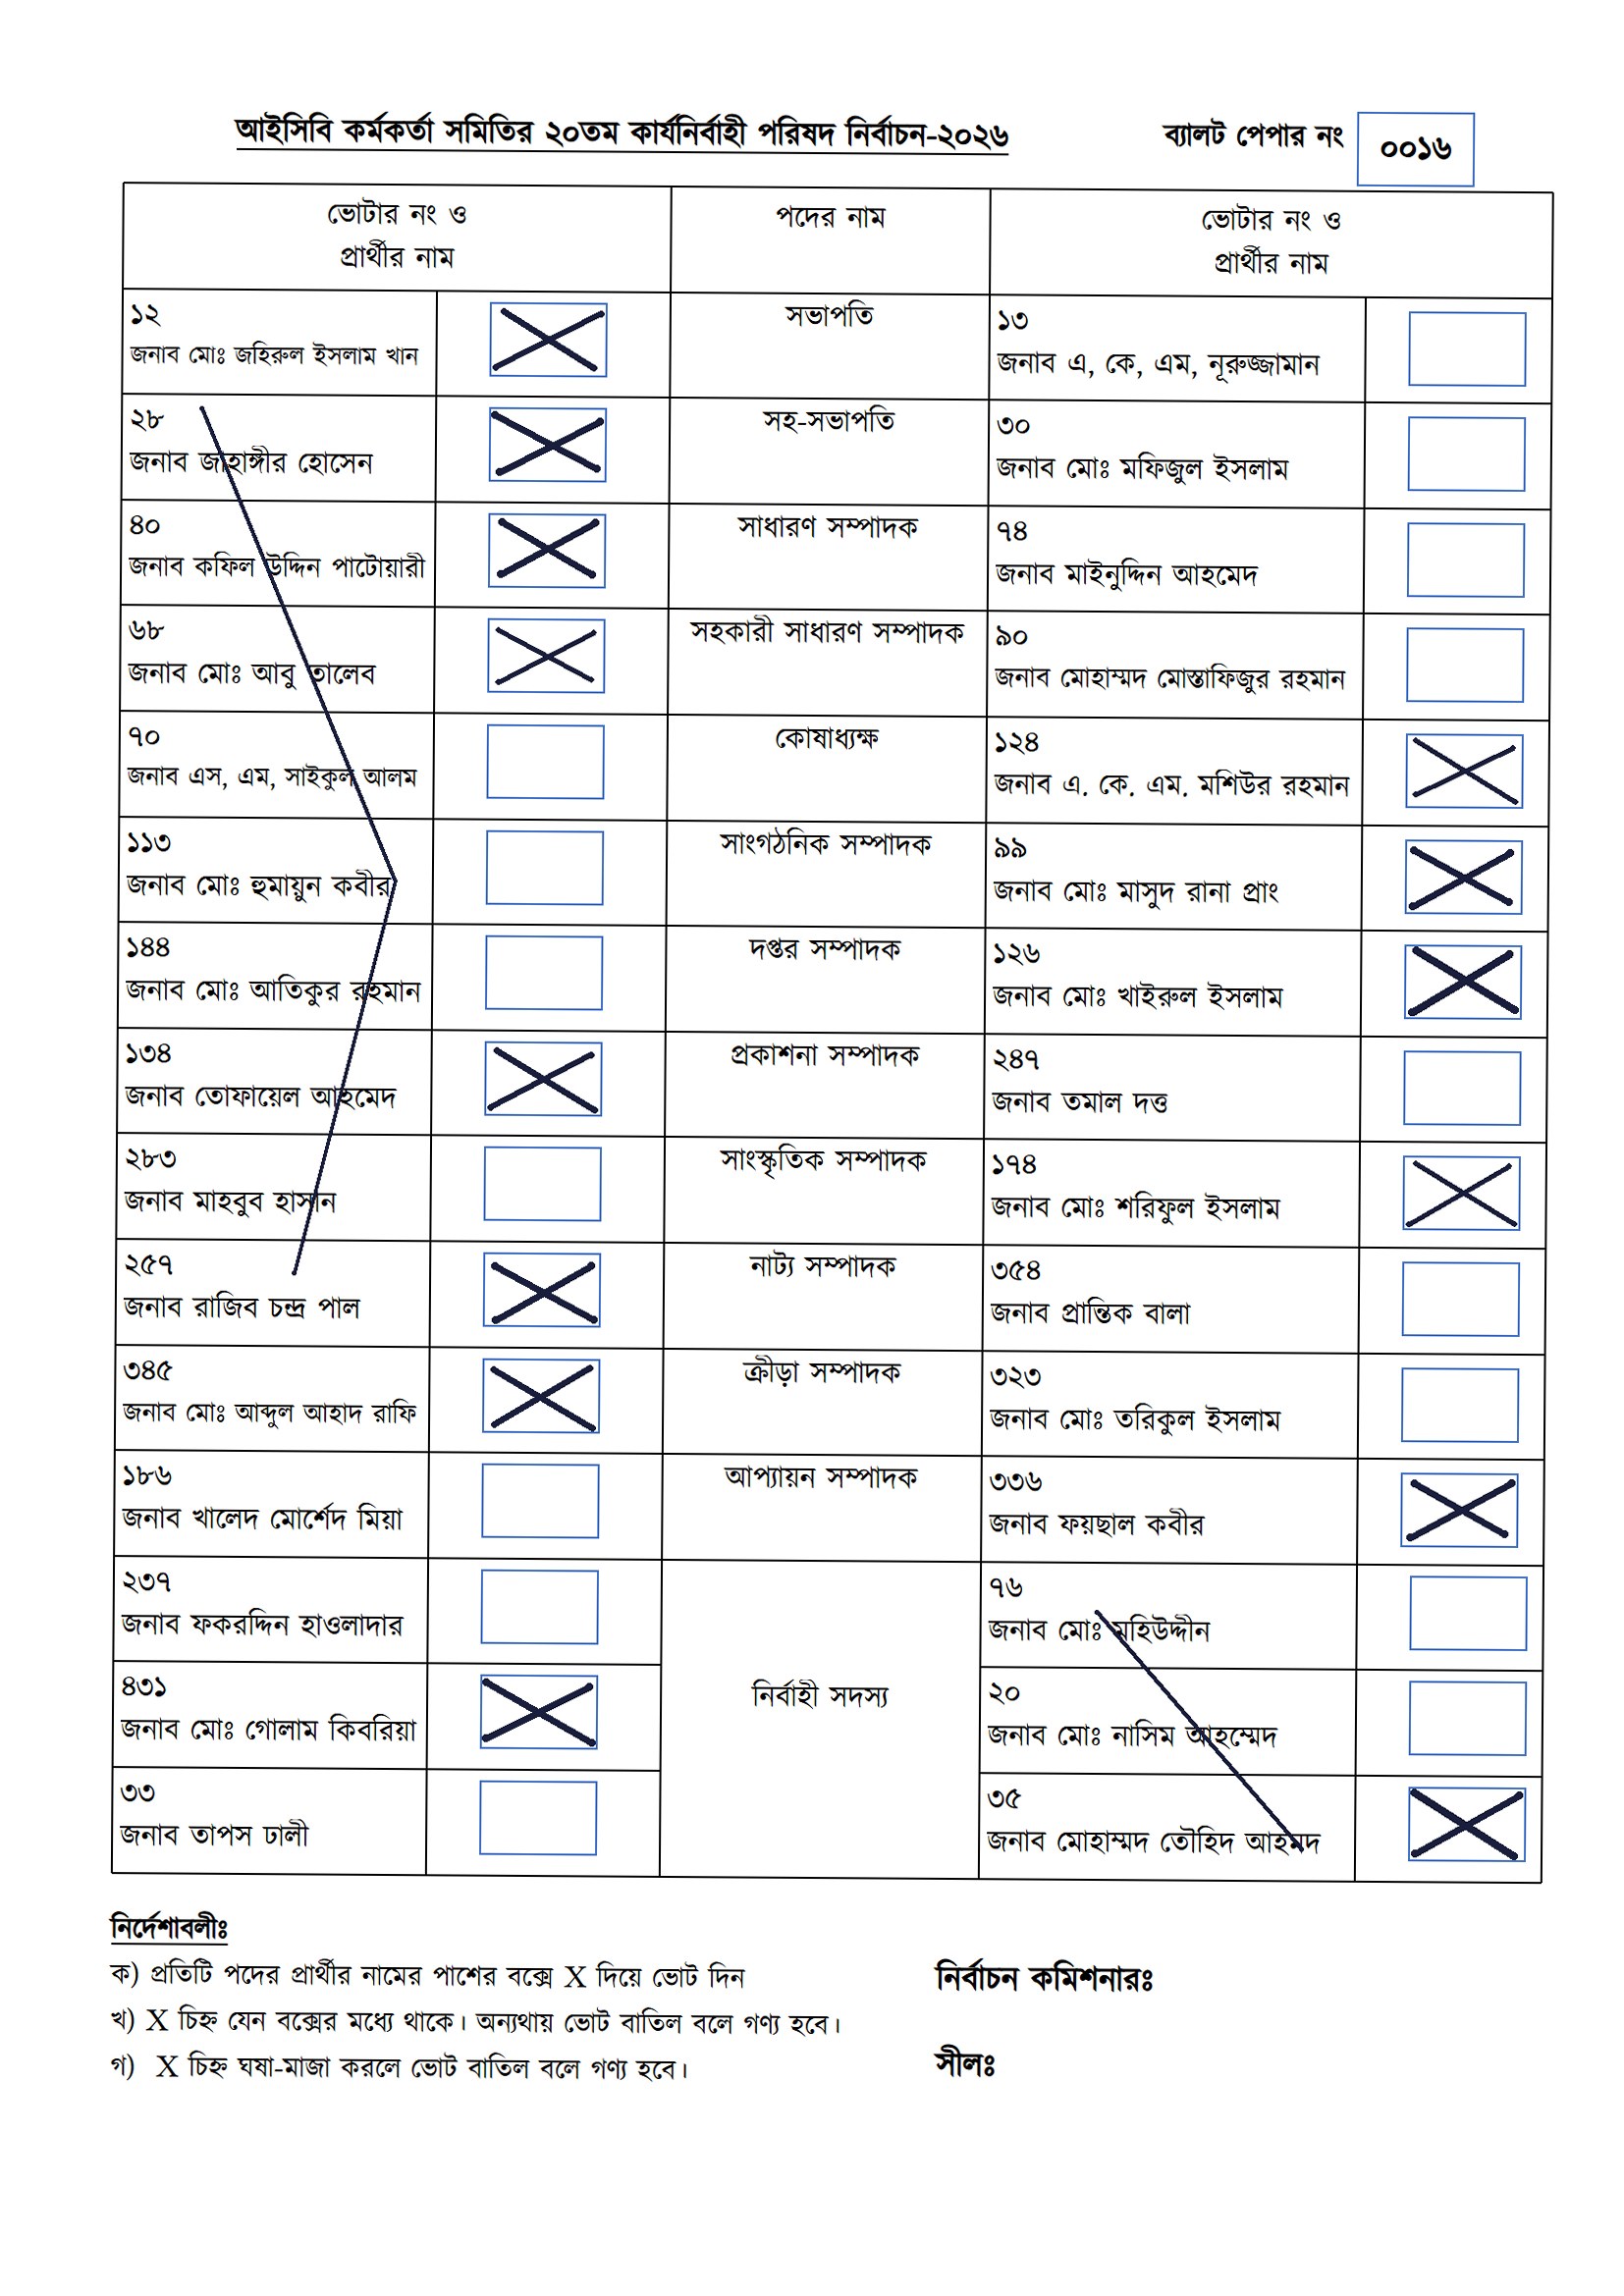 আইসিবি কর্মকর্তা সমিতির ২০তম কার্যনির্বাহী পরিষদ নির্বাচন-২০২৬ ব্যালট পেপার নং ০০১৬
ভোটার নং ও
প্রার্থীর নাম
পদের নাম
ভোটার নং ও
প্রার্থীর নাম
১২
জনাব মোঃ জহিরুল ইসলাম খান
সভাপতি
১৩
জনাব এ, কে, এম, নূরুজ্জামান
২৮
জনাব জাহাঙ্গীর হোসেন
সহ-সভাপতি
৩০
জনাব মোঃ মফিজুল ইসলাম
৪০
জনাব কফিল উদ্দিন পাটোয়ারী
সাধারণ সম্পাদক
৭৪
জনাব মাইনুদ্দিন আহমেদ
৬৮
জনাব মোঃ আবু তালেব
সহকারী সাধারণ সম্পাদক
৯০
জনাব মোহাম্মদ মোস্তাফিজুর রহমান
৭০
জনাব এস, এম, সাইকুল আলম
কোষাধ্যক্ষ
১২৪
জনাব এ. কে. এম. মশিউর রহমান
১১৩
জনাব মোঃ হুমায়ুন কবীর
সাংগঠনিক সম্পাদক
৯৯
জনাব মোঃ মাসুদ রানা প্রাং
১৪৪
জনাব মোঃ আতিকুর রহমান
দপ্তর সম্পাদক
১২৬
জনাব মোঃ খাইরুল ইসলাম
১৩৪
জনাব তোফায়েল আহমেদ
প্রকাশনা সম্পাদক
২৪৭
জনাব তমাল দত্ত
২৮৩
জনাব মাহবুব হাসান
সাংস্কৃতিক সম্পাদক
১৭৪
জনাব মোঃ শরিফুল ইসলাম
২৫৭
জনাব রাজিব চন্দ্র পাল
নাট্য সম্পাদক
৩৫৪
জনাব প্রান্তিক বালা
৩৪৫
জনাব মোঃ আব্দুল আহাদ রাফি
ক্রীড়া সম্পাদক
৩২৩
জনাব মোঃ তরিকুল ইসলাম
১৮৬
জনাব খালেদ মোর্শেদ মিয়া
আপ্যায়ন সম্পাদক
৩৩৬
জনাব ফয়ছাল কবীর
২৩৭
জনাব ফকরদ্দিন হাওলাদার
৭৬
জনাব মোঃ মহিউদ্দীন
৪৩১
জনাব মোঃ গোলাম কিবরিয়া
নির্বাহী সদস্য
২০
জনাব মোঃ নাসিম আহম্মেদ
৩৩
জনাব তাপস ঢালী
৩৫
জনাব মোহাম্মদ তৌহিদ আহমদ
নির্দেশাবলীঃ
ক) প্রতিটি পদের প্রার্থীর নামের পাশের বক্সে X দিয়ে ভোট দিন
খ) X চিহ্ন যেন বক্সের মধ্যে থাকে। অন্যথায় ভোট বাতিল বলে গণ্য হবে।
গ) X চিহ্ন ঘষা-মাজা করলে ভোট বাতিল বলে গণ্য হবে।
নির্বাচন কমিশনারঃ
সীলঃ